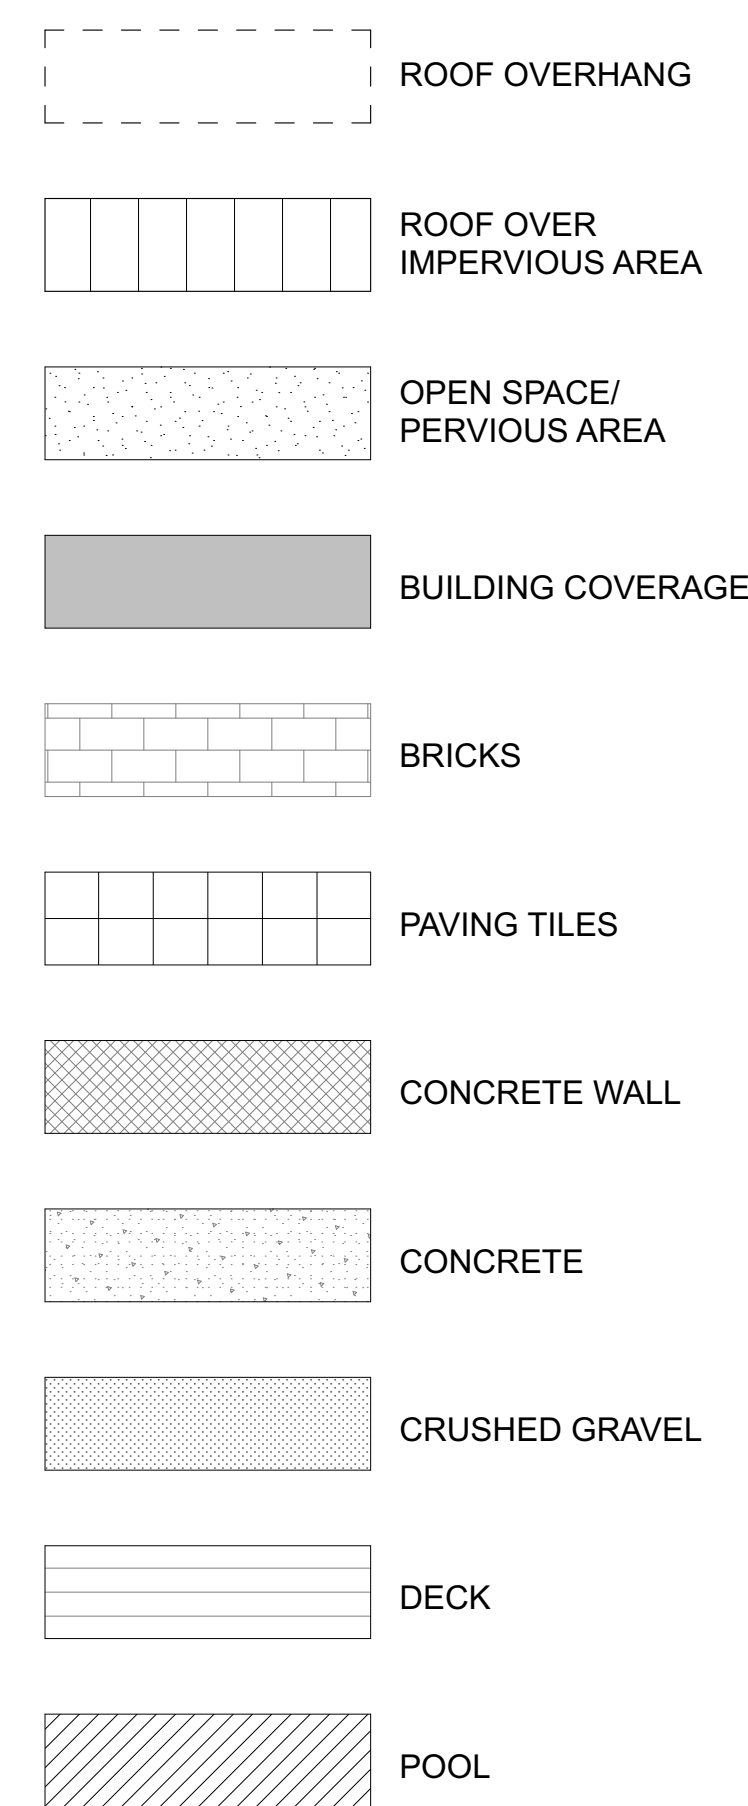 ROOF OVERHANG
ROOF OVER
IMPERVIOUS AREA
OPEN SPACE/
PERVIOUS AREA
BUILDING COVERAGE
BRICKS
PAVING TILES
CONCRETE WALL
CONCRETE
CRUSHED GRAVEL
DECK
POOL